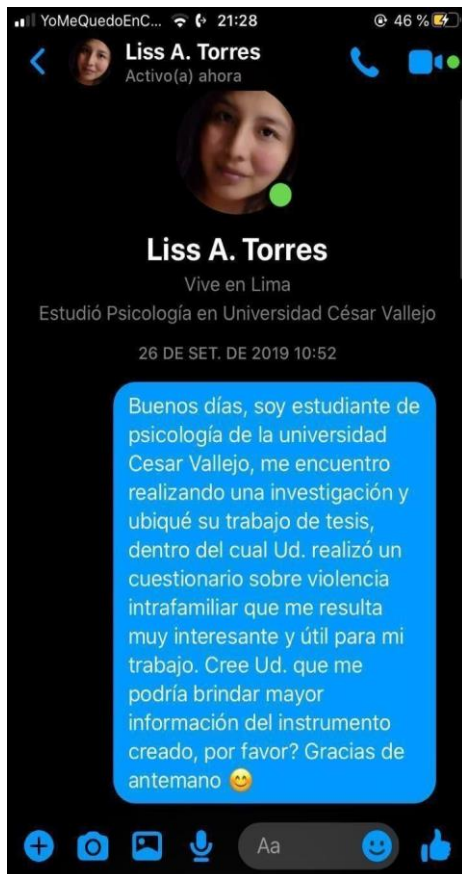 YoMeQuedoEnC... 21:28 46 %
Liss A. Torres
Activo(a) ahora
Liss A. Torres
Vive en Lima
Estudió Psicología en Universidad César Vallejo
26 DE SET. DE 2019 10:52
Buenos días, soy estudiante de
psicología de la universidad
Cesar Vallejo, me encuentro
realizando una investigación y
ubiqué su trabajo de tesis,
dentro del cual Ud. realizó un
cuestionario sobre violencia
intrafamiliar que me resulta
muy interesante y útil para mi
trabajo. Cree Ud. que me
podría brindar mayor
información del instrumento
creado, por favor? Gracias de
antemano 😊
Aa